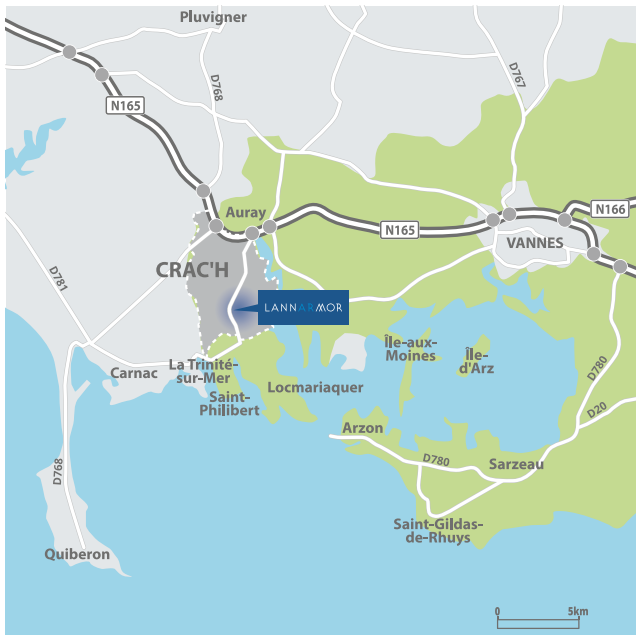 Pluvigner
D767
D768
N165
N166
Auray
N165
VANNES
CRAC'H
D781
LANNARMOR
Île-aux-
Moines
Île-
d'Arz
La Trinité-
sur-Mer
Carnac
D780
Locmariaquer
Saint-
Philibert
D20
Arzon
D780
Sarzeau
D768
Saint-Gildas-
de-Rhuys
Quiberon
0 5km